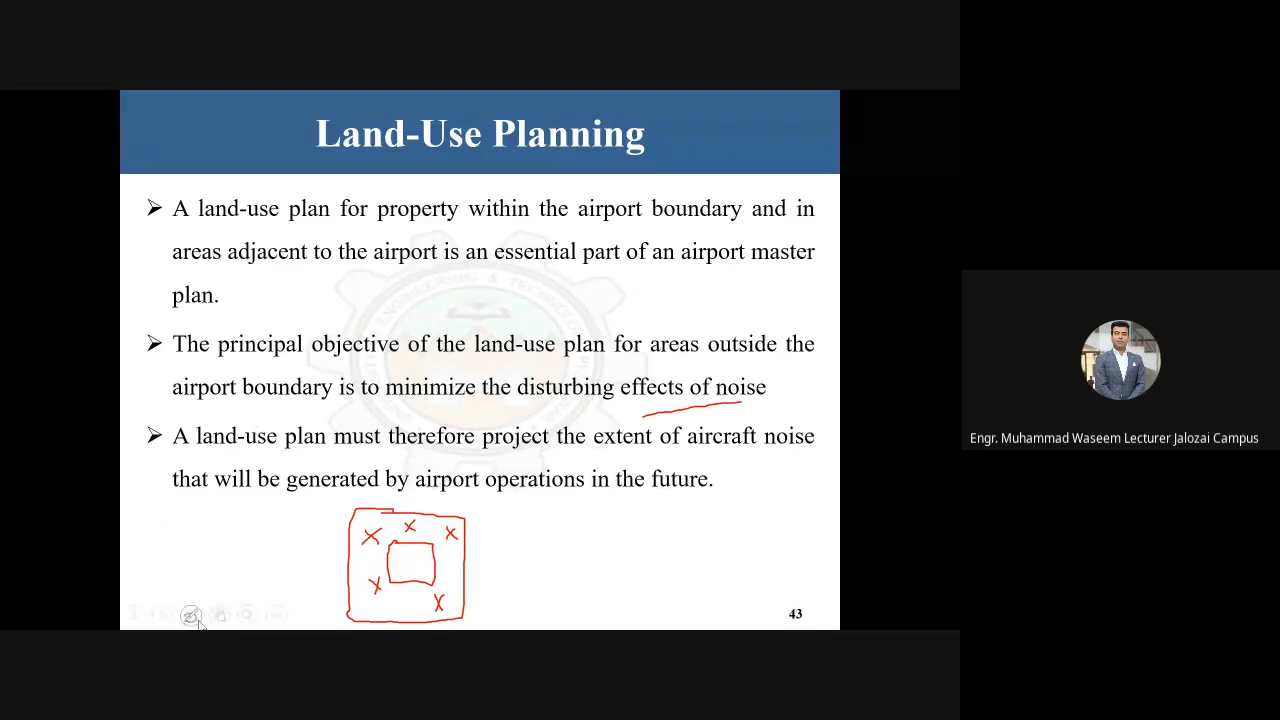 Land-Use Planning
A land-use plan for property within the airport boundary and in
areas adjacent to the airport is an essential part of an airport master
plan.
The principal objective of the land-use plan for areas outside the
airport boundary is to minimize the disturbing effects of noise
A land-use plan must therefore project the extent of aircraft noise
that will be generated by airport operations in the future.
x x x
x
x
43
Engr. Muhammad Waseem Lecturer Jalozai Campus